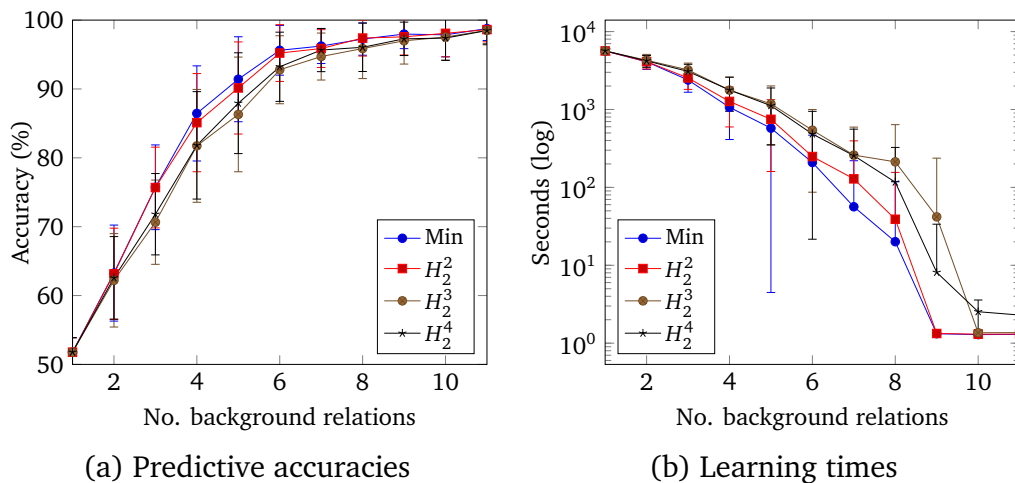 100
90
80
70
60
50
Accuracy (%)
2 4 6 8 10
No. background relations
Min
H_2^2
H_2^3
H_2^4
(a) Predictive accuracies
10^4
10^3
10^2
10^1
10^0
Seconds (log)
2 4 6 8 10
No. background relations
Min
H_2^2
H_2^3
H_2^4
(b) Learning times